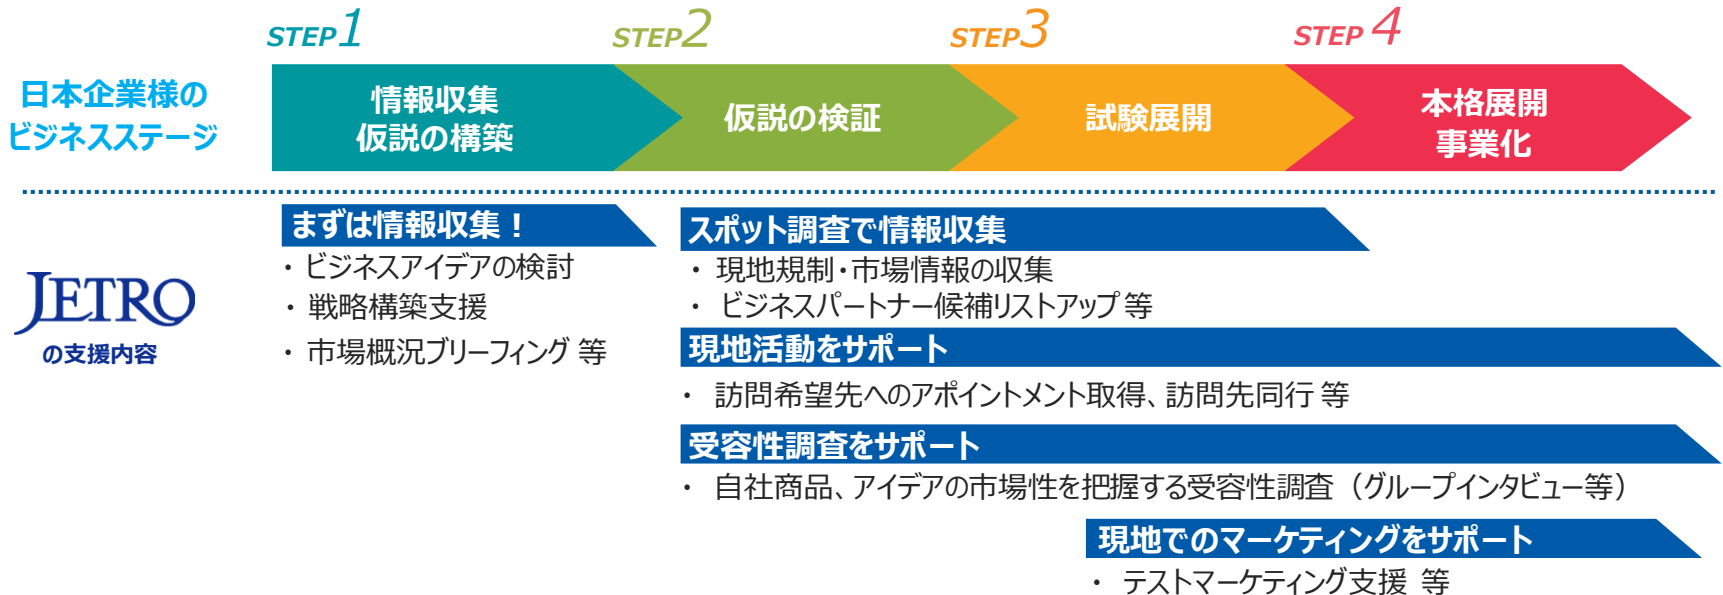 STEP1
STEP2
STEP3
STEP 4
日本企業様の
ビジネスステージ
情報収集
仮説の構築
仮説の検証
試験展開
本格展開
事業化
JETRO
の支援内容
まずは情報収集！
・ ビジネスアイデアの検討
・ 戦略構築支援
・ 市場概況ブリーフィング 等
スポット調査で情報収集
・ 現地規制・市場情報の収集
・ ビジネスパートナー候補リストアップ 等
現地活動をサポート
・ 訪問希望先へのアポイントメント取得、訪問先同行 等
受容性調査をサポート
・ 自社商品、アイデアの市場性を把握する受容性調査（グループインタビュー等）
現地でのマーケティングをサポート
・ テストマーケティング支援 等